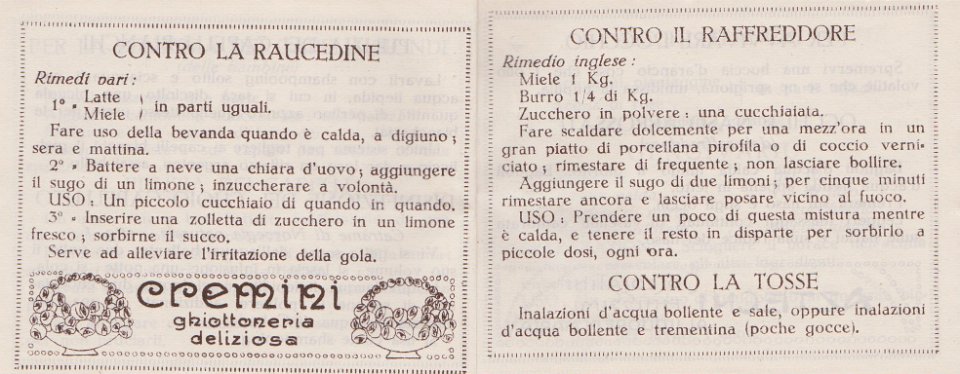 CONTRO LA RAUCEDINE
Rimedi vari :
1º - Latte
Miele } in parti uguali.
Fare uso della bevanda quando è calda, a digiuno ;
sera e mattina.
2º - Battere a neve una chiara d'uovo ; aggiungere
il sugo di un limone ; inzuccherare a volontà.
USO : Un piccolo cucchiaio di quando in quando.
3º - Inserire una zolletta di zucchero in un limone
fresco ; sorbirne il succo.
Serve ad alleviare l'irritazione della gola.
cremini
ghiottoneria
deliziosa
CONTRO IL RAFFREDDORE
Rimedio inglese :
Miele 1 Kg.
Burro 1/4 di Kg.
Zucchero in polvere : una cucchiaiata.
Fare scaldare dolcemente per una mezz'ora in un
gran piatto di porcellana pirofila o di coccio verni-
ciato ; rimestare di frequente ; non lasciare bollire.
Aggiungere il sugo di due limoni ; per cinque minuti
rimestare ancora e lasciare posare vicino al fuoco.
USO : Prendere un poco di questa mistura mentre
è calda, e tenere il resto in disparte per sorbirlo a
piccole dosi, ogni ora.
CONTRO LA TOSSE
Inalazioni d'acqua bollente e sale, oppure inalazioni
d'acqua bollente e trementina (poche gocce).